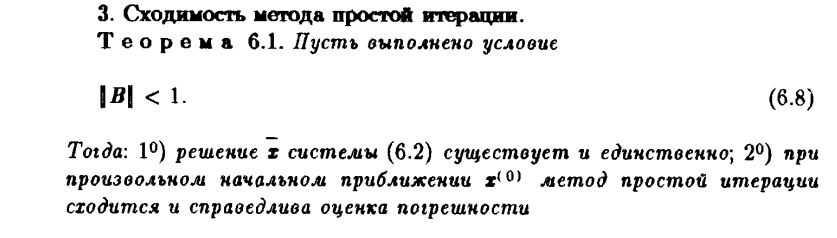 3. Сходимость метода простой итерации.
Теорема 6.1. Пусть выполнено условие
‖B‖ < 1. (6.8)
Тогда: 1⁰) решение x̄ системы (6.2) существует и единственно; 2⁰) при
произвольном начальном приближении x⁽⁰⁾ метод простой итерации
сходится и справедлива оценка погрешности